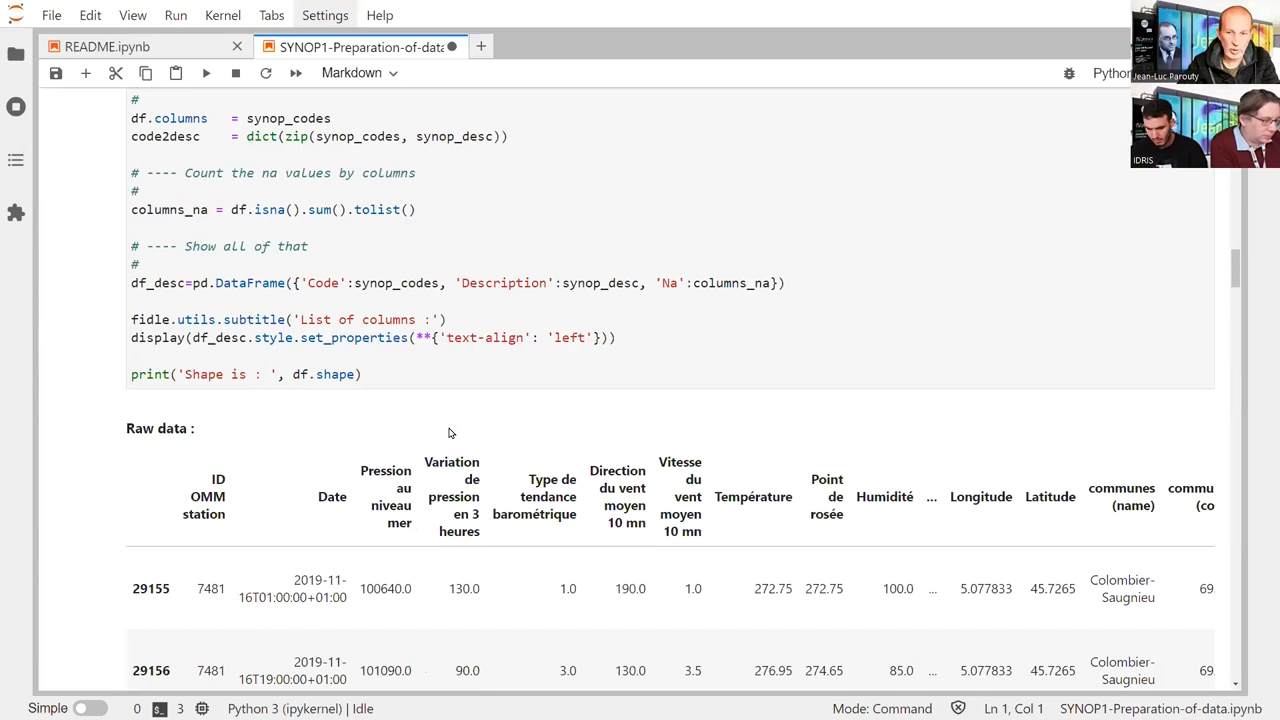 File Edit View Run Kernel Tabs Settings Help
README.ipynb
SYNOP1-Preparation-of-data
Markdown
Python
#
df.columns = synop_codes
code2desc = dict(zip(synop_codes, synop_desc))
# ---- Count the na values by columns
#
columns_na = df.isna().sum().tolist()
# ---- Show all of that
#
df_desc=pd.DataFrame({'Code':synop_codes, 'Description':synop_desc, 'Na':columns_na})
fidle.utils.subtitle('List of columns :')
display(df_desc.style.set_properties(**{'text-align': 'left'}))
print('Shape is : ', df.shape)
Raw data :
ID
OMM
station
Date
Pression
au
niveau
mer
Variation
de
pression
en 3
heures
Type de
tendance
barométrique
Direction
du vent
moyen
10 mn
Vitesse
du
vent
moyen
10 mn
Température
Point
de
rosée
Humidité
...
Longitude
Latitude
communes
(name)
commu
(co
29155 7481 2019-11-
16T01:00:00+01:00 100640.0 130.0 1.0 190.0 1.0 272.75 272.75 100.0 ... 5.077833 45.7265 Colombier-
Saugnieu 69
29156 7481 2019-11-
16T19:00:00+01:00 101090.0 90.0 3.0 130.0 3.5 276.95 274.65 85.0 ... 5.077833 45.7265 Colombier-
Saugnieu 69
Simple 0 3 Python 3 (ipykernel) | Idle Mode: Command Ln 1, Col 1 SYNOP1-Preparation-of-data.ipynb
Jean-Luc Parouty
IDRIS